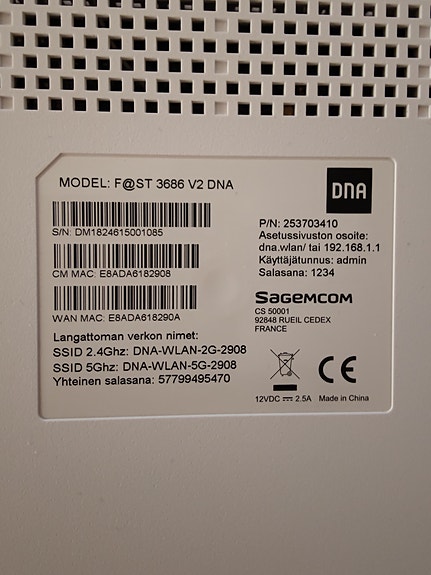 MODEL: F@ST 3686 V2 DNA
DNA
S/N: DM1824615001085
CM MAC: E8ADA6182908
WAN MAC: E8ADA618290A
Langattoman verkon nimet:
SSID 2.4Ghz: DNA-WLAN-2G-2908
SSID 5Ghz: DNA-WLAN-5G-2908
Yhteinen salasana: 57799495470
P/N: 253703410
Asetussivuston osoite:
dna.wlan/ tai 192.168.1.1
Käyttäjätunnus: admin
Salasana: 1234
SAGEMCOM
CS 50001
92848 RUEIL CEDEX
FRANCE
CE
12VDC ⎓ 2.5A Made in China